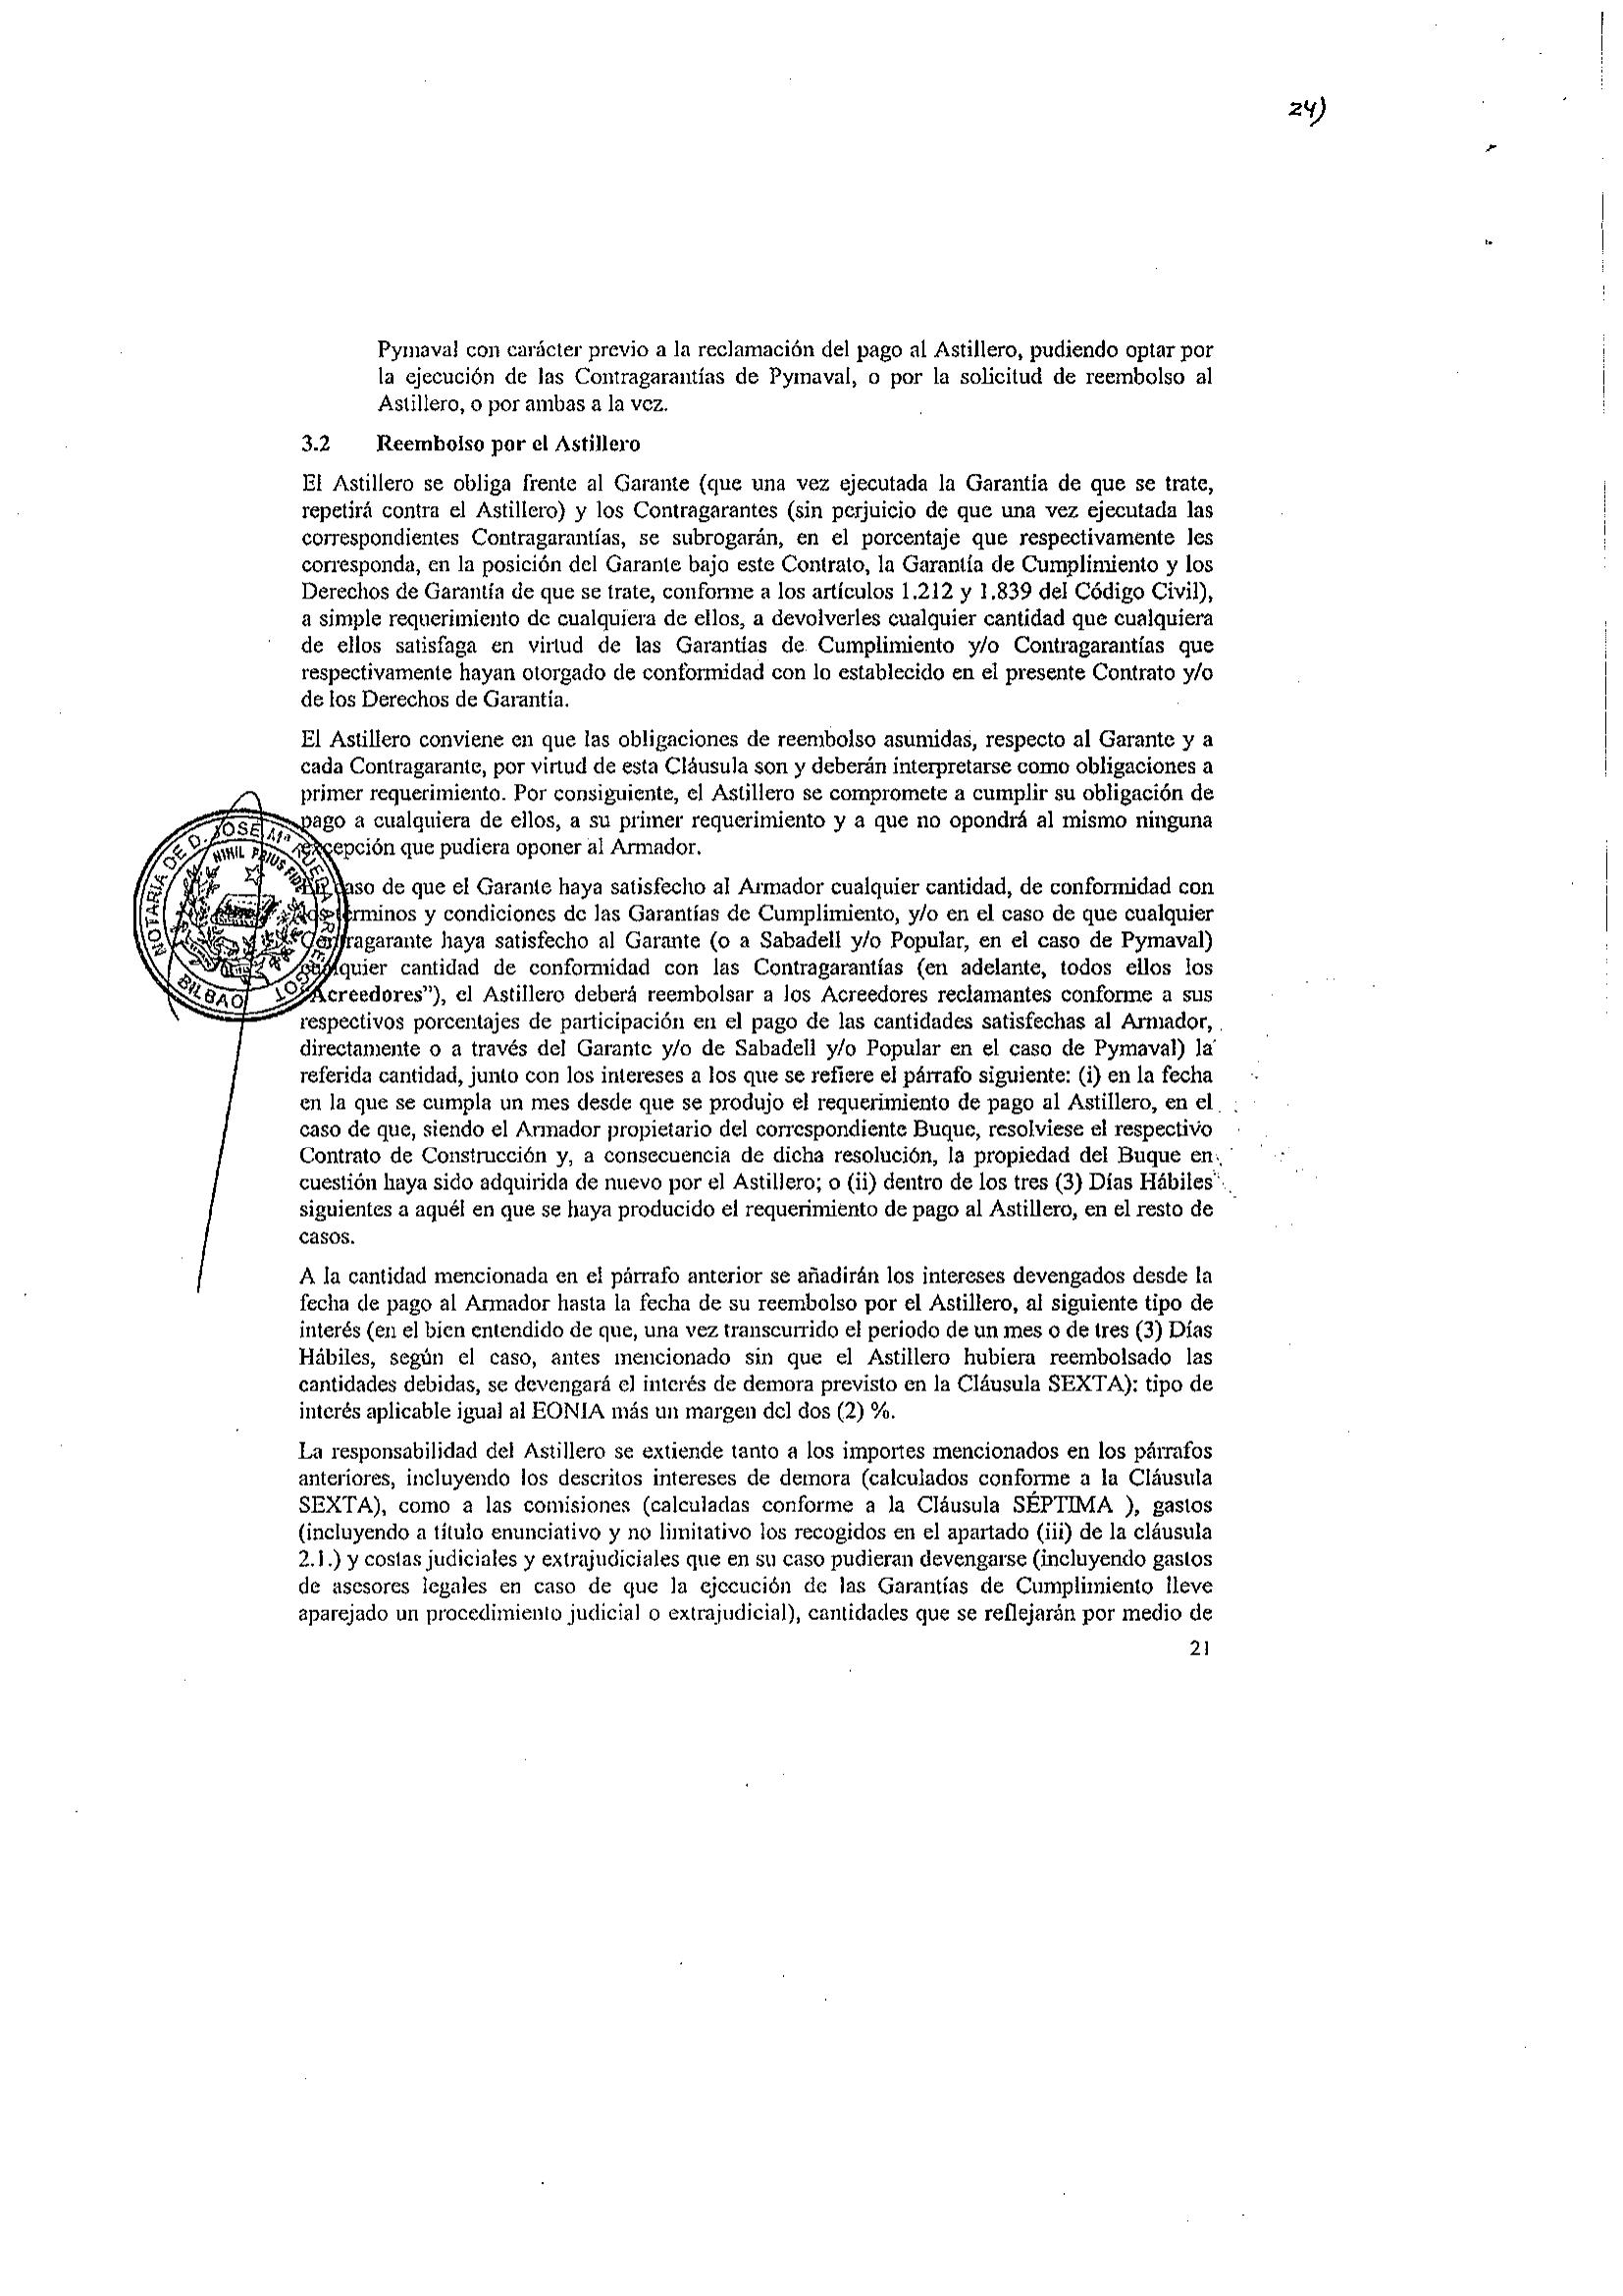 24)
Pymaval con carácter previo a la reclamación del pago al Astillero, pudiendo optar por
la ejecución de las Contragarantías de Pymaval, o por la solicitud de reembolso al
Astillero, o por ambas a la vez.
3.2 Reembolso por el Astillero
El Astillero se obliga frente al Garante (que una vez ejecutada la Garantía de que se trate,
repetirá contra el Astillero) y los Contragarantes (sin perjuicio de que una vez ejecutada las
correspondientes Contragarantías, se subrogarán, en el porcentaje que respectivamente les
corresponda, en la posición del Garante bajo este Contrato, la Garantía de Cumplimiento y los
Derechos de Garantía de que se trate, conforme a los artículos 1.212 y 1.839 del Código Civil),
a simple requerimiento de cualquiera de ellos, a devolverles cualquier cantidad que cualquiera
de ellos satisfaga en virtud de las Garantías de Cumplimiento y/o Contragarantías que
respectivamente hayan otorgado de conformidad con lo establecido en el presente Contrato y/o
de los Derechos de Garantía.
El Astillero conviene en que las obligaciones de reembolso asumidas, respecto al Garante y a
cada Contragarante, por virtud de esta Cláusula son y deberán interpretarse como obligaciones a
primer requerimiento. Por consiguiente, el Astillero se compromete a cumplir su obligación de
pago a cualquiera de ellos, a su primer requerimiento y a que no opondrá al mismo ninguna
excepción que pudiera oponer al Armador.
NOTARIA DE D. JOSE Mª RUEDA ARMENGOT
BILBAO
NIHIL PRIUS FIDE
caso de que el Garante haya satisfecho al Armador cualquier cantidad, de conformidad con
términos y condiciones de las Garantías de Cumplimiento, y/o en el caso de que cualquier
Contragarante haya satisfecho al Garante (o a Sabadell y/o Popular, en el caso de Pymaval)
cualquier cantidad de conformidad con las Contragarantías (en adelante, todos ellos los
"Acreedores"), el Astillero deberá reembolsar a los Acreedores reclamantes conforme a sus
respectivos porcentajes de participación en el pago de las cantidades satisfechas al Armador,
directamente o a través del Garante y/o de Sabadell y/o Popular en el caso de Pymaval) la
referida cantidad, junto con los intereses a los que se refiere el párrafo siguiente: (i) en la fecha
en la que se cumpla un mes desde que se produjo el requerimiento de pago al Astillero, en el
caso de que, siendo el Armador propietario del correspondiente Buque, resolviese el respectivo
Contrato de Construcción y, a consecuencia de dicha resolución, la propiedad del Buque en
cuestión haya sido adquirida de nuevo por el Astillero; o (ii) dentro de los tres (3) Días Hábiles
siguientes a aquél en que se haya producido el requerimiento de pago al Astillero, en el resto de
casos.
A la cantidad mencionada en el párrafo anterior se añadirán los intereses devengados desde la
fecha de pago al Armador hasta la fecha de su reembolso por el Astillero, al siguiente tipo de
interés (en el bien entendido de que, una vez transcurrido el periodo de un mes o de tres (3) Días
Hábiles, según el caso, antes mencionado sin que el Astillero hubiera reembolsado las
cantidades debidas, se devengará el interés de demora previsto en la Cláusula SEXTA): tipo de
interés aplicable igual al EONIA más un margen del dos (2) %.
La responsabilidad del Astillero se extiende tanto a los importes mencionados en los párrafos
anteriores, incluyendo los descritos intereses de demora (calculados conforme a la Cláusula
SEXTA), como a las comisiones (calculadas conforme a la Cláusula SÉPTIMA ), gastos
(incluyendo a título enunciativo y no limitativo los recogidos en el apartado (iii) de la cláusula
2.1.) y costas judiciales y extrajudiciales que en su caso pudieran devengarse (incluyendo gastos
de asesores legales en caso de que la ejecución de las Garantías de Cumplimiento lleve
aparejado un procedimiento judicial o extrajudicial), cantidades que se reflejarán por medio de
21